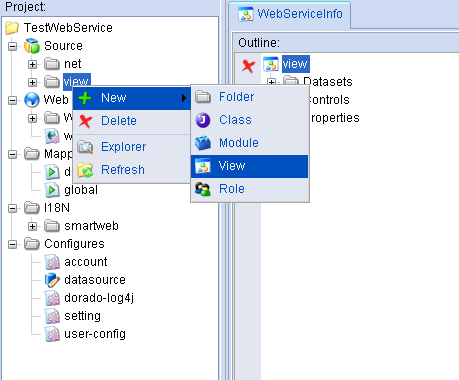 Project:
TestWebService
Source
net
view
Web
W
w
Mapp
d
global
I18N
smartweb
Configures
account
datasource
dorado-log4j
setting
user-config
New
Delete
Explorer
Refresh
Folder
Class
Module
View
Role
WebServiceInfo
Outline:
view
Datasets
Controls
Properties